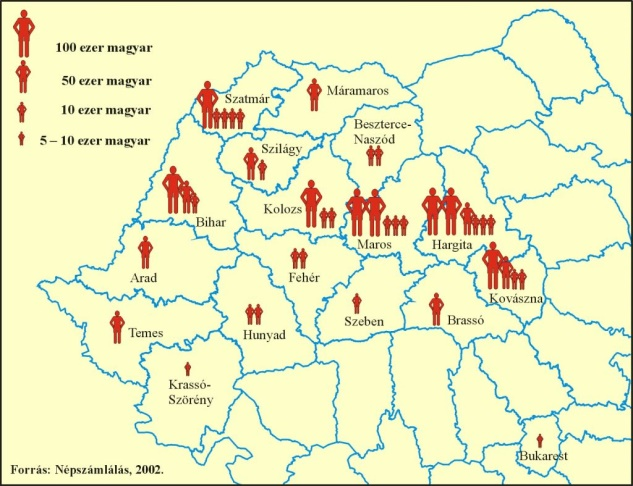 100 ezer magyar
50 ezer magyar
10 ezer magyar
5 – 10 ezer magyar
Szatmár
Máramaros
Beszterce-
Naszód
Szilágy
Kolozs
Bihar
Maros
Hargita
Arad
Fehér
Kovászna
Temes
Hunyad
Szeben
Brassó
Krassó-
Szörény
Bukarest
Forrás: Népszámlálás, 2002.